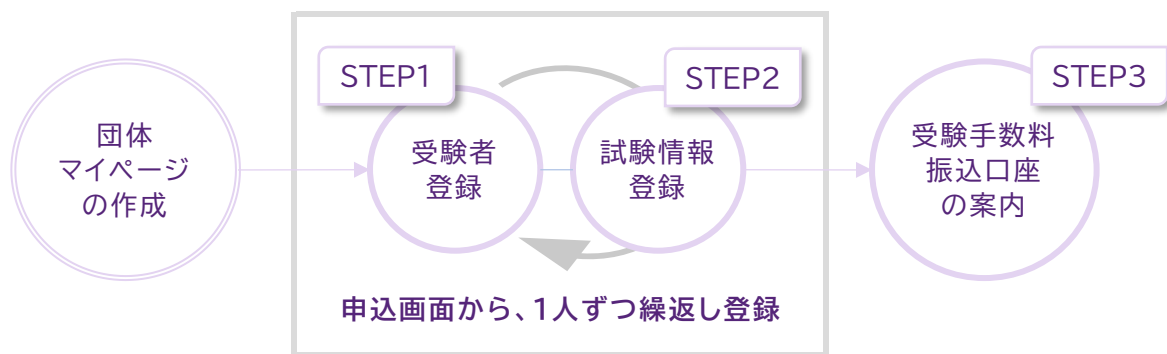 団体
マイページ
の作成
STEP1
受験者
登録
STEP2
試験情報
登録
申込画面から、1人ずつ繰返し登録
STEP3
受験手数料
振込口座
の案内